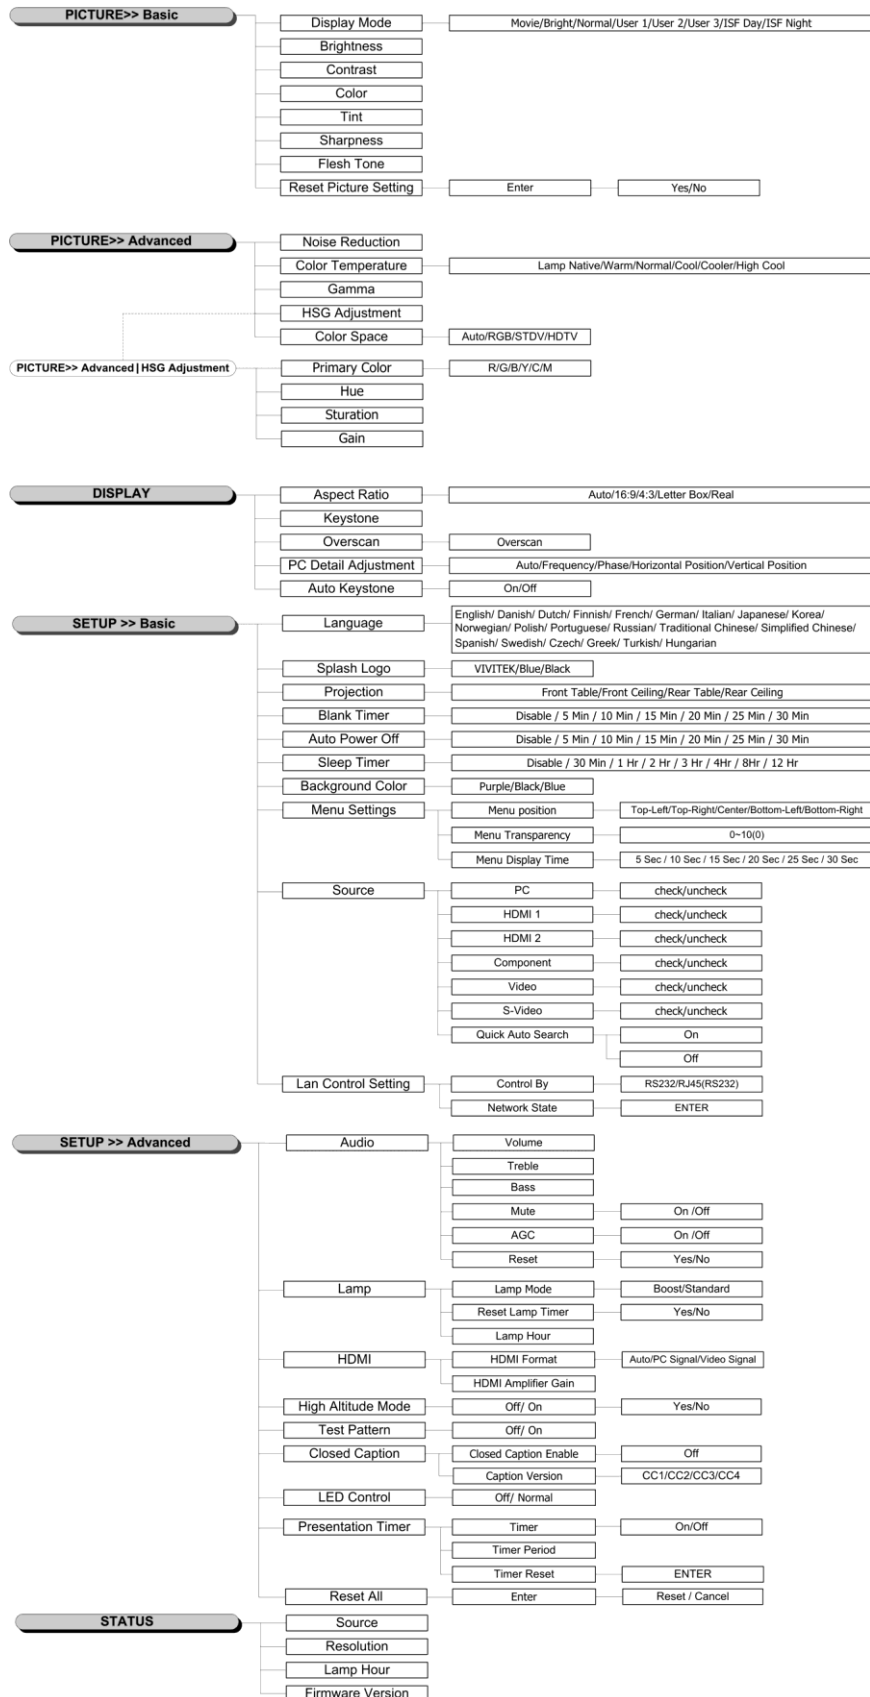 PICTURE>> Basic
Display Mode
Movie/Bright/Normal/User 1/User 2/User 3/ISF Day/ISF Night
Brightness
Contrast
Color
Tint
Sharpness
Flesh Tone
Reset Picture Setting
Enter
Yes/No
PICTURE>> Advanced
Noise Reduction
Color Temperature
Lamp Native/Warm/Normal/Cool/Cooler/High Cool
Gamma
HSG Adjustment
Color Space
Auto/RGB/STDV/HDTV
PICTURE>> Advanced|HSG Adjustment
Primary Color
R/G/B/Y/C/M
Hue
Sturation
Gain
DISPLAY
Aspect Ratio
Auto/16:9/4:3/Letter Box/Real
Keystone
Overscan
Overscan
PC Detail Adjustment
Auto/Frequency/Phase/Horizontal Position/Vertical Position
Auto Keystone
On/Off
SETUP >> Basic
Language
English/ Danish/ Dutch/ Finnish/ French/ German/ Italian/ Japanese/ Korea/
Norwegian/ Polish/ Portuguese/ Russian/ Traditional Chinese/ Simplified Chinese/
Spanish/ Swedish/ Czech/ Greek/ Turkish/ Hungarian
Splash Logo
VIVITEK/Blue/Black
Projection
Front Table/Front Ceiling/Rear Table/Rear Ceiling
Blank Timer
Disable / 5 Min / 10 Min / 15 Min / 20 Min / 25 Min / 30 Min
Auto Power Off
Disable / 5 Min / 10 Min / 15 Min / 20 Min / 25 Min / 30 Min
Sleep Timer
Disable / 30 Min / 1 Hr / 2 Hr / 3 Hr / 4Hr / 8Hr / 12 Hr
Background Color
Purple/Black/Blue
Menu Settings
Menu position
Top-Left/Top-Right/Center/Bottom-Left/Bottom-Right
Menu Transparency
0~10(0)
Menu Display Time
5 Sec / 10 Sec / 15 Sec / 20 Sec / 25 Sec / 30 Sec
Source
PC
check/uncheck
HDMI 1
check/uncheck
HDMI 2
check/uncheck
Component
check/uncheck
Video
check/uncheck
S-Video
check/uncheck
Quick Auto Search
On
Off
Lan Control Setting
Control By
RS232/RJ45(RS232)
Network State
ENTER
SETUP >> Advanced
Audio
Volume
Treble
Bass
Mute
On /Off
AGC
On /Off
Reset
Yes/No
Lamp
Lamp Mode
Boost/Standard
Reset Lamp Timer
Yes/No
Lamp Hour
HDMI
HDMI Format
Auto/PC Signal/Video Signal
HDMI Amplifier Gain
High Altitude Mode
Off/ On
Yes/No
Test Pattern
Off/ On
Closed Caption
Closed Caption Enable
Off
Caption Version
CC1/CC2/CC3/CC4
LED Control
Off/ Normal
Presentation Timer
Timer
On/Off
Timer Period
Timer Reset
ENTER
Reset All
Enter
Reset / Cancel
STATUS
Source
Resolution
Lamp Hour
Firmware Version